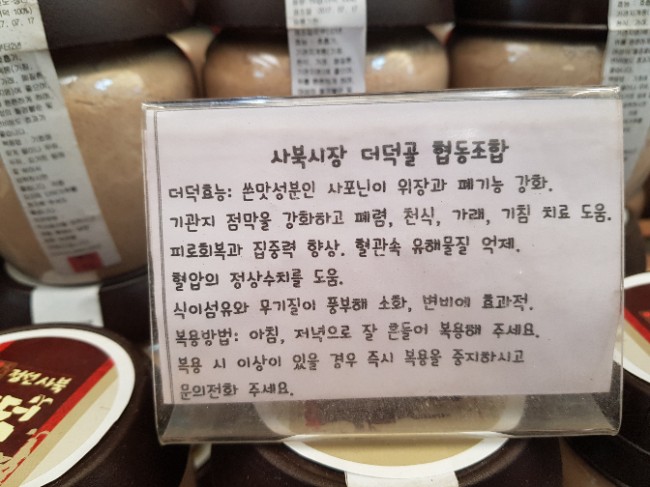 사북시장 더덕골 협동조합
더덕효능: 쓴맛성분인 사포닌이 위장과 폐기능 강화.
기관지 점막을 강화하고 폐렴, 천식, 가래, 기침 치료 도움.
피로회복과 집중력 향상. 혈관속 유해물질 억제.
혈압의 정상수치를 도움.
식이섬유와 무기질이 풍부해 소화, 변비에 효과적.
복용방법: 아침, 저녁으로 잘 흔들어 복용해 주세요.
복용 시 이상이 있을 경우 즉시 복용을 중지하시고
문의전화 주세요.
정선사북